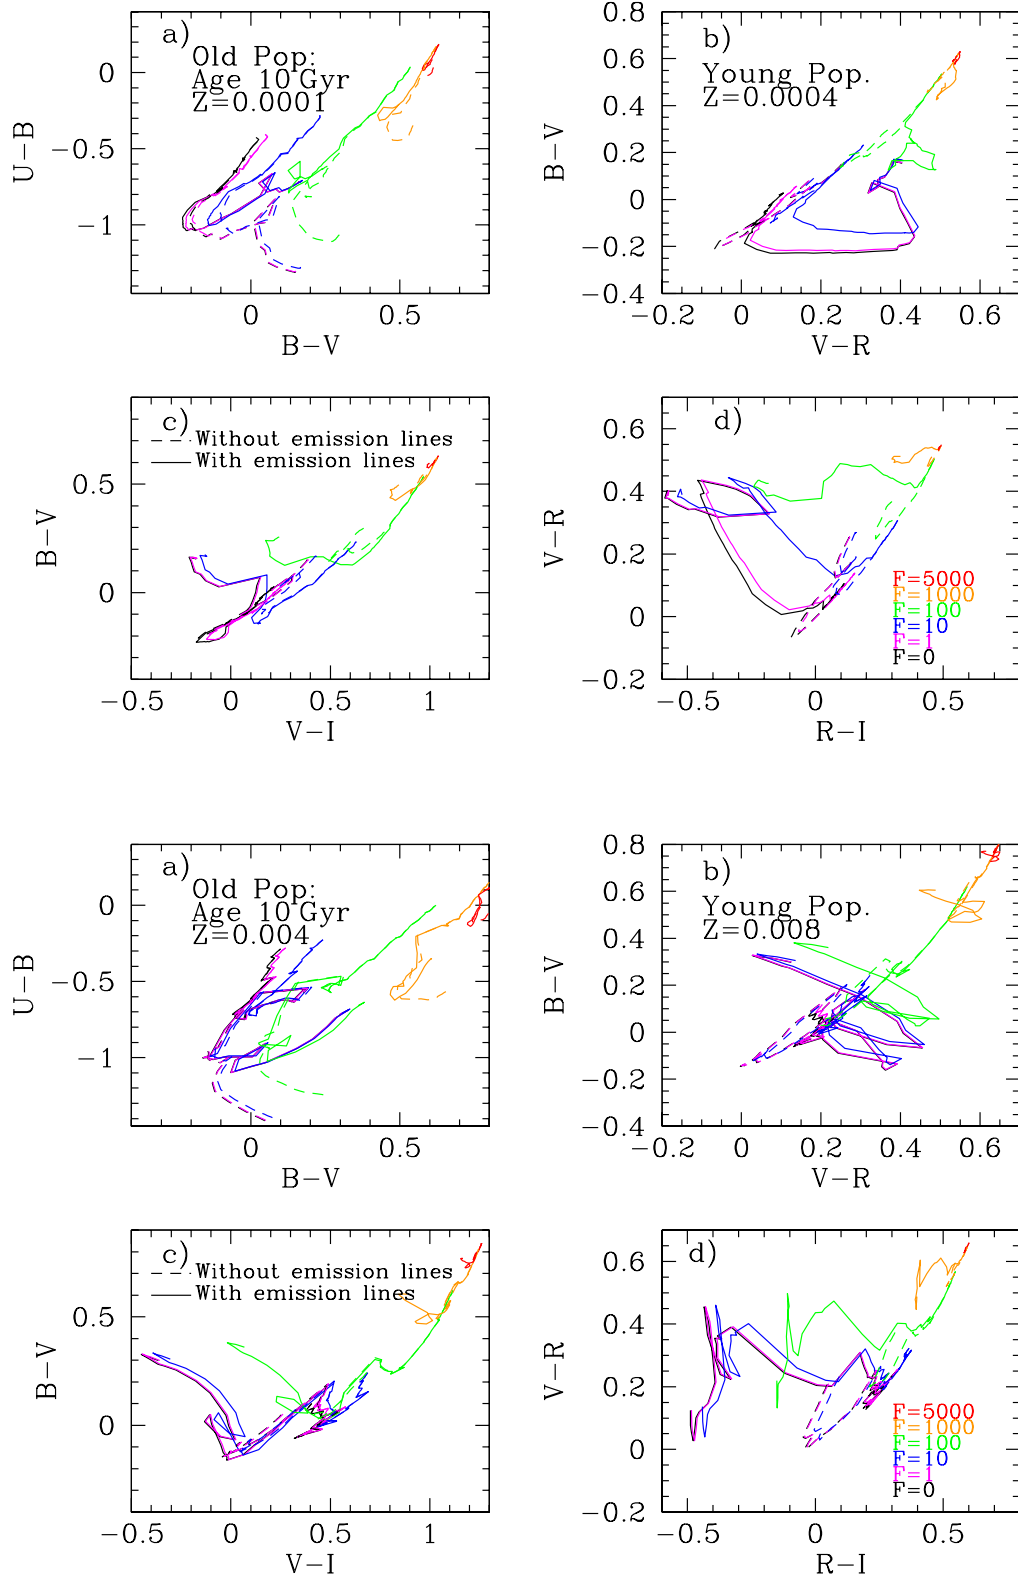 a)
Old Pop:
Age 10 Gyr
Z=0.0001
0
−0.5
−1
U−B
0
0.5
B−V
b)
Young Pop.
Z=0.0004
0.8
0.6
0.4
0.2
0
−0.2
−0.4
B−V
−0.2
0
0.2
0.4
0.6
V−R
c)
Without emission lines
With emission lines
0.5
0
B−V
−0.5
0
0.5
1
V−I
d)
0.6
0.4
0.2
0
−0.2
V−R
F=5000
F=1000
F=100
F=10
F=1
F=0
−0.5
0
0.5
R−I
a)
Old Pop:
Age 10 Gyr
Z=0.004
0
−0.5
−1
U−B
0
0.5
B−V
b)
Young Pop.
Z=0.008
0.8
0.6
0.4
0.2
0
−0.2
−0.4
B−V
−0.2
0
0.2
0.4
0.6
V−R
c)
Without emission lines
With emission lines
0.5
0
B−V
−0.5
0
0.5
1
V−I
d)
0.6
0.4
0.2
0
−0.2
V−R
F=5000
F=1000
F=100
F=10
F=1
F=0
−0.5
0
0.5
R−I